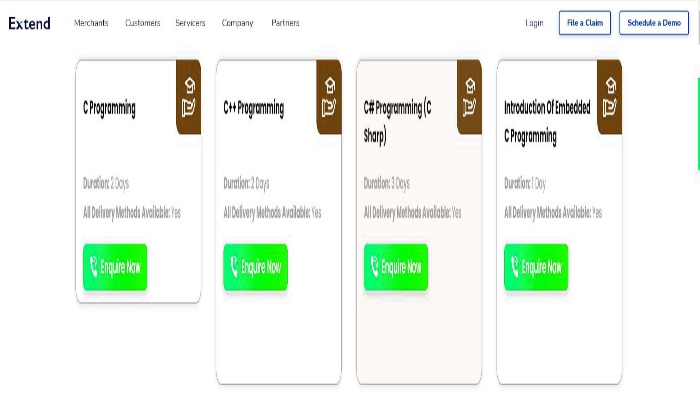 Extend
Merchants Customers Servicers Company Partners Login File a Claim Schedule a Demo
C Programming
Duration: 2 Days
All Delivery Methods Available: Yes
Enquire Now
C++ Programming
Duration: 2 Days
All Delivery Methods Available: Yes
Enquire Now
C# Programming (C
Sharp)
Duration: 3 Days
All Delivery Methods Available: Yes
Enquire Now
Introduction Of Embedded
C Programming
Duration: 1 Day
All Delivery Methods Available: Yes
Enquire Now